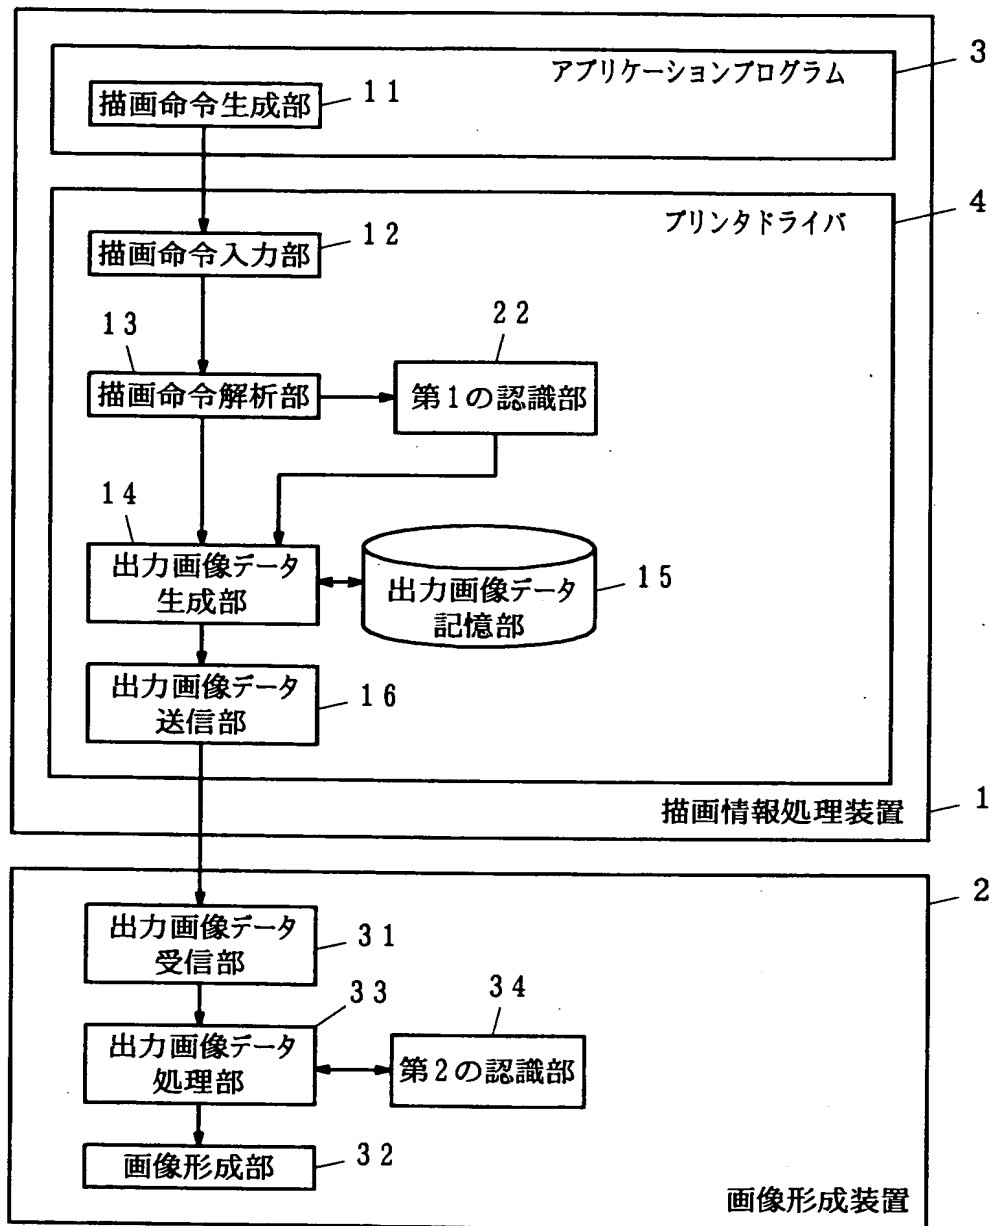 アプリケーションプログラム
3
描画命令生成部
11
プリンタドライバ
4
描画命令入力部
12
13
22
描画命令解析部
第1の認識部
14
出力画像データ
生成部
出力画像データ
記憶部
15
出力画像データ
送信部
16
描画情報処理装置
1
2
出力画像データ
受信部
31
33
34
出力画像データ
処理部
第2の認識部
画像形成部
32
画像形成装置